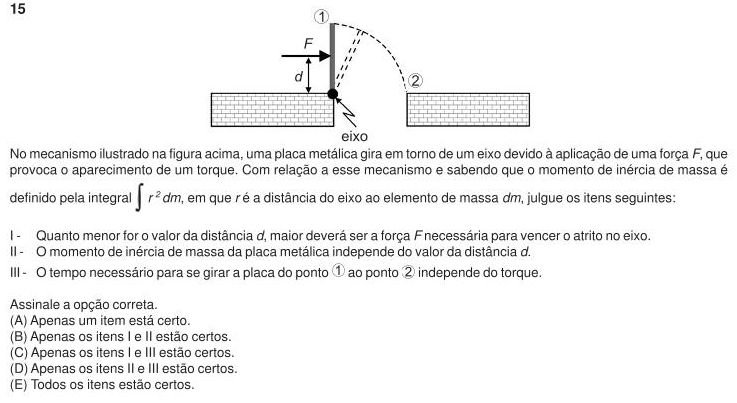 15
①
F
d
②
eixo
No mecanismo ilustrado na figura acima, uma placa metálica gira em torno de um eixo devido à aplicação de uma força F, que
provoca o aparecimento de um torque. Com relação a esse mecanismo e sabendo que o momento de inércia de massa é
definido pela integral ∫ r² dm, em que r é a distância do eixo ao elemento de massa dm, julgue os itens seguintes:
I - Quanto menor for o valor da distância d, maior deverá ser a força F necessária para vencer o atrito no eixo.
II - O momento de inércia de massa da placa metálica independe do valor da distância d.
III - O tempo necessário para se girar a placa do ponto ① ao ponto ② independe do torque.
Assinale a opção correta.
(A) Apenas um item está certo.
(B) Apenas os itens I e II estão certos.
(C) Apenas os itens I e III estão certos.
(D) Apenas os itens II e III estão certos.
(E) Todos os itens estão certos.